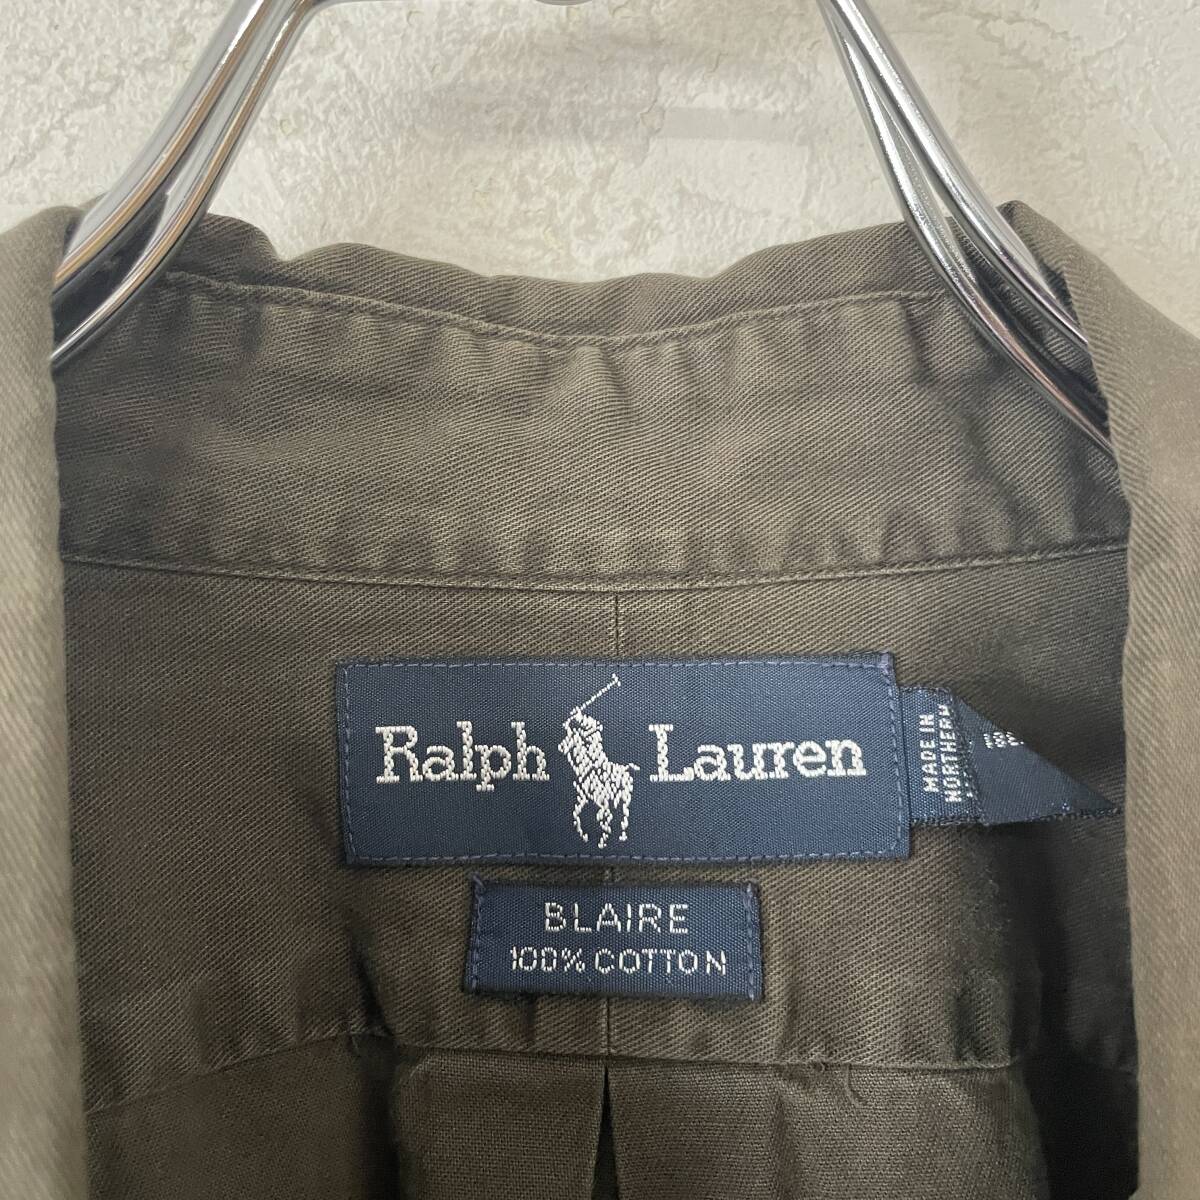 Ralph Lauren
BLAIRE
100% COTTON
MADE IN
NORTHERN